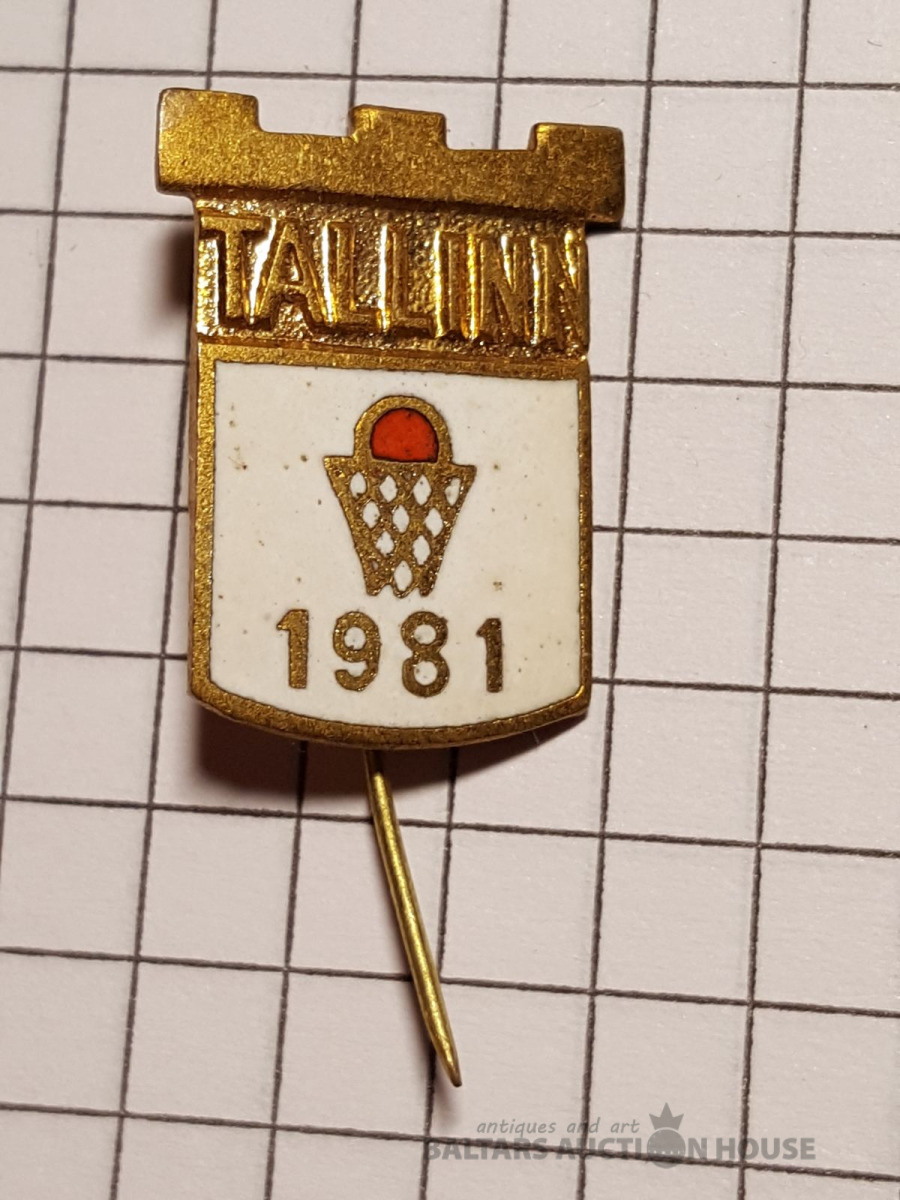 TALLINN
1981
antiques and art
BALTARS AUCTION HOUSE